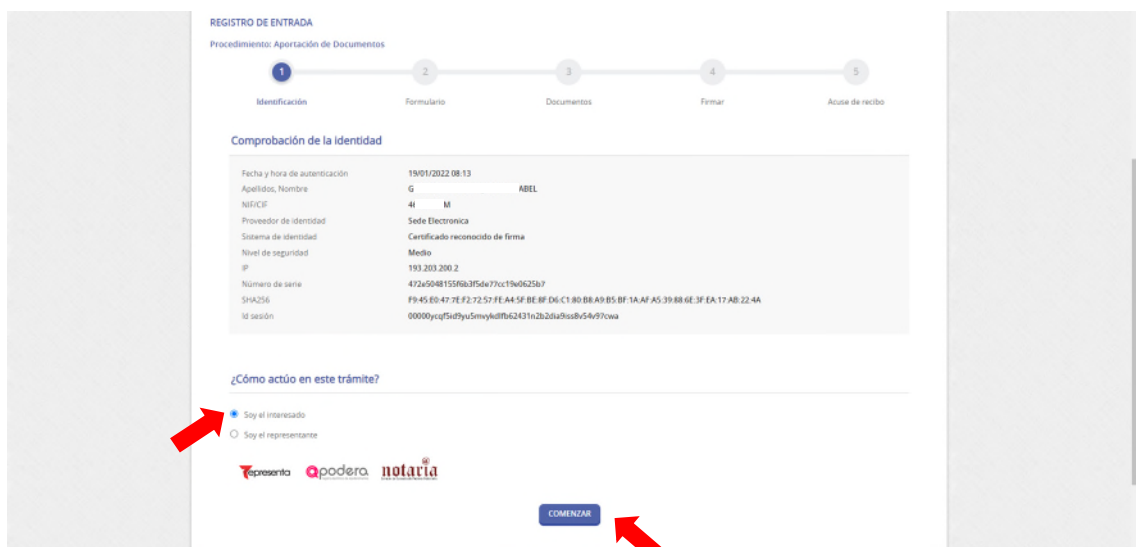 REGISTRO DE ENTRADA
Procedimiento: Aportación de Documentos
1 2 3 4 5
Identificación Formulario Documentos Firmar Acuse de recibo
Comprobación de la identidad
Fecha y hora de autenticación 19/01/2022 08:13
Apellidos, Nombre G ABEL
NIF/CIF M
Proveedor de identidad Sede Electronica
Sistema de identidad Certificado reconocido de firma
Nivel de seguridad Medio
IP 193.203.200.2
Número de serie 472e5048155f6b3f5de77cc19e0625b7
SHA256 F9:45:E0:47:7E:F2:72:57:FE:A4:5F:BE:8F:D6:C1:80:B8:A9:B5:BF:1A:AF:A5:39:88:6E:3F:EA:17:AB:22:4A
Id sesión
¿Cómo actúo en este trámite?
Soy el interesado
Soy el representante
representa apodera notaria
COMENZAR